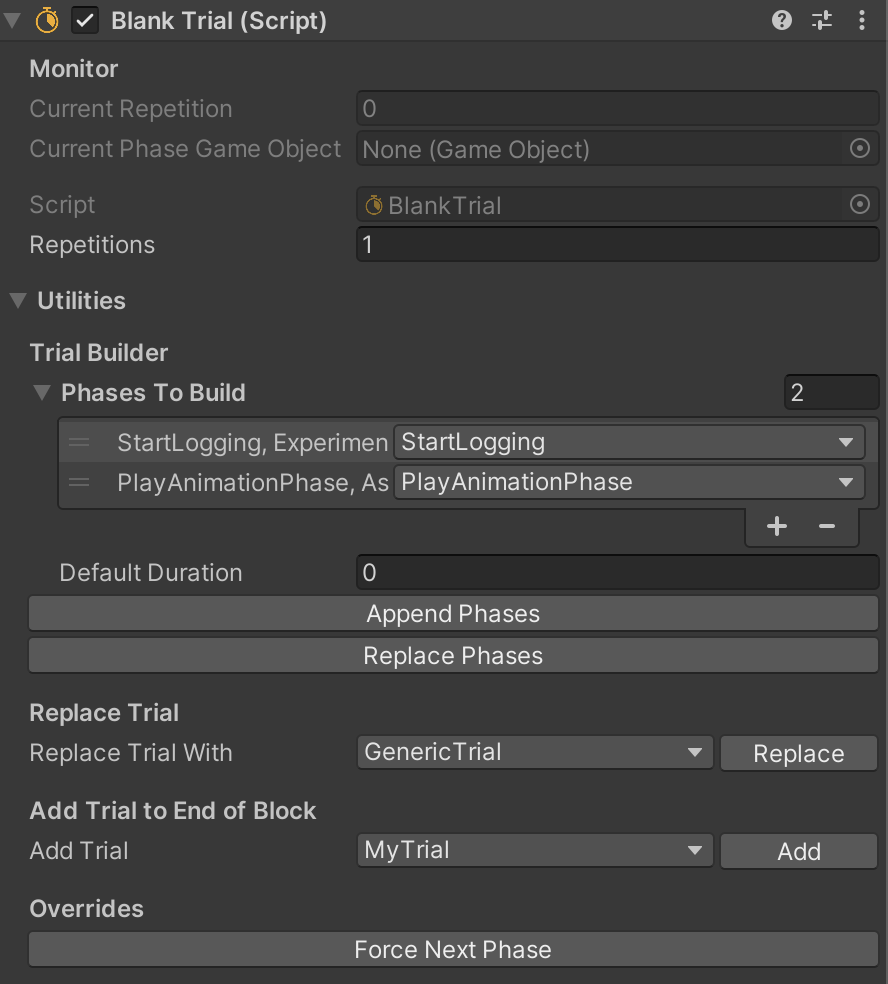 Blank Trial (Script)
Monitor
Current Repetition 0
Current Phase Game Object None (Game Object)
Script BlankTrial
Repetitions 1
Utilities
Trial Builder
Phases To Build 2
StartLogging, Experimen StartLogging
PlayAnimationPhase, As PlayAnimationPhase
Default Duration 0
Append Phases
Replace Phases
Replace Trial
Replace Trial With GenericTrial Replace
Add Trial to End of Block
Add Trial MyTrial Add
Overrides
Force Next Phase